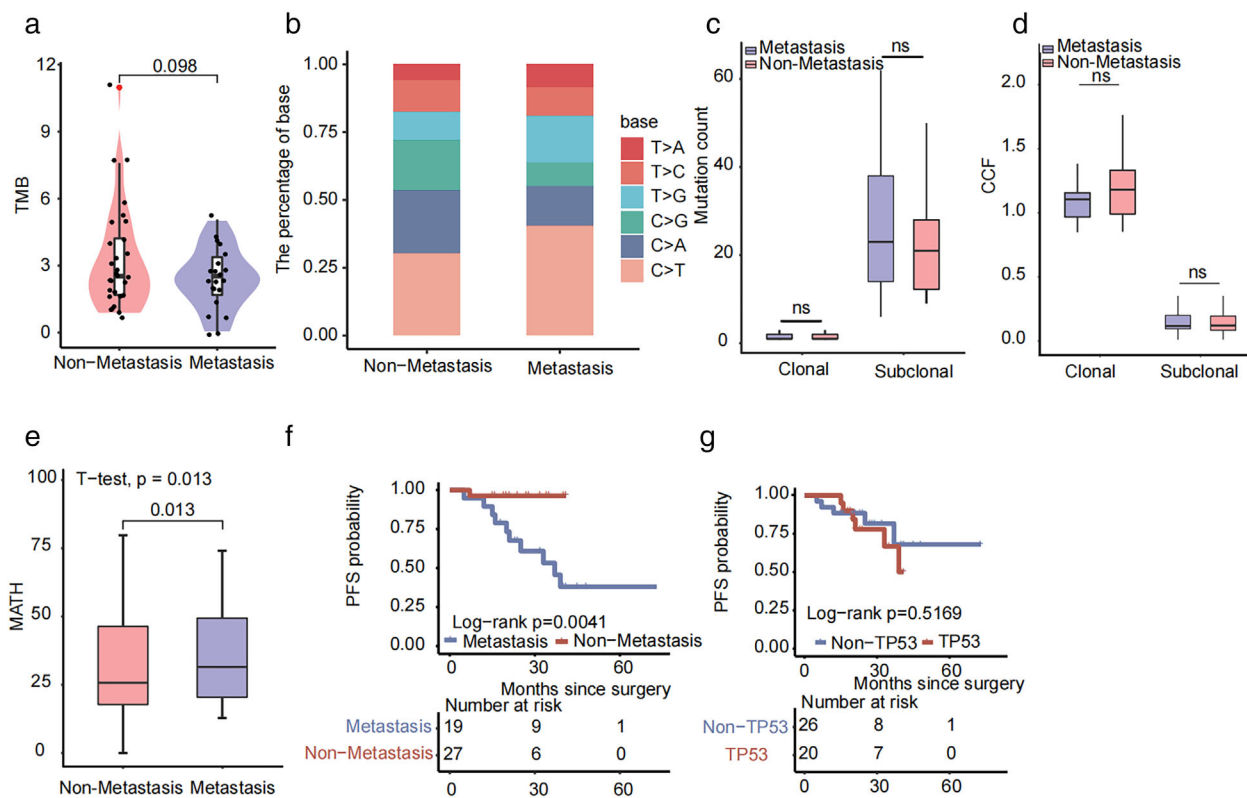 a
0.098
12
9
6
3
0
TMB
Non-Metastasis Metastasis
b
1.00
0.75
0.50
0.25
0.00
The percentage of base
Non-Metastasis Metastasis
base
T>A
T>C
T>G
C>G
C>A
C>T
c
Metastasis
Non-Metastasis
ns
60
40
20
0
Mutation count
ns
Clonal Subclonal
d
Metastasis
Non-Metastasis
ns
2.0
1.5
1.0
0.5
0.0
CCF
ns
Clonal Subclonal
e
T-test, p = 0.013
0.013
100
75
50
25
0
MATH
Non-Metastasis Metastasis
f
1.00
0.75
0.50
0.25
0.00
PFS probability
Log-rank p=0.0041
Metastasis Non-Metastasis
0 30 60
Months since surgery
Number at risk
Metastasis 19 9 1
Non-Metastasis 27 6 0
0 30 60
g
1.00
0.75
0.50
0.25
0.00
PFS probability
Log-rank p=0.5169
Non-TP53 TP53
0 30 60
Months since surgery
Number at risk
Non-TP53 26 8 1
TP53 20 7 0
0 30 60